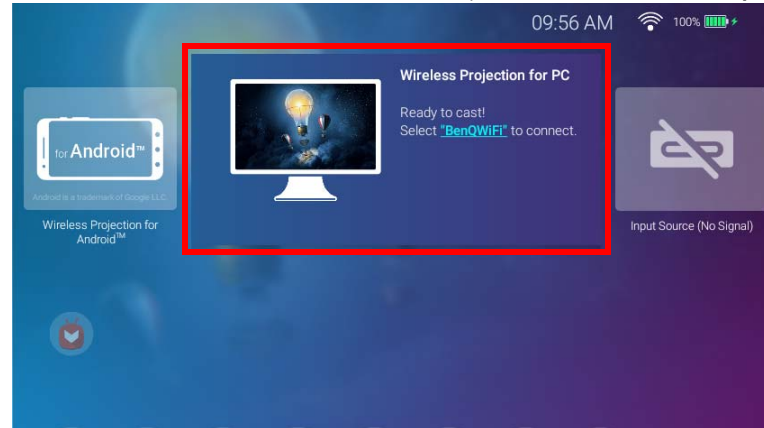 09:56 AM
100%
Wireless Projection for PC
Ready to cast!
Select "BenQWiFi" to connect.
for Android™
Android is a trademark of Google LLC.
Wireless Projection for
Android™
Input Source (No Signal)